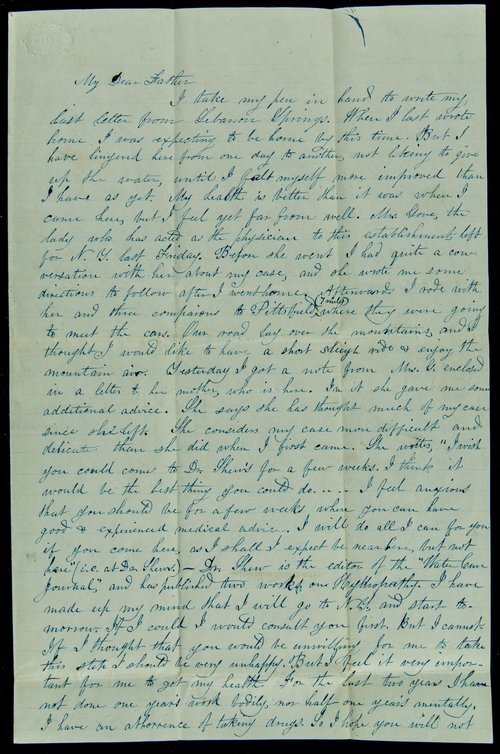 My Dear Father
I take my pen in hand to write my
last letter from Lebanon Springs. When I last wrote
home I was expecting to be home by this time. But I
have lingered here from one day to another, not liking to give
up the water, until I felt myself more improved than
I have as yet. My health is better than it was when I
came here, but I feel yet far from well. Mrs. Gove, the
lady who has acted as the physician to this establishment left
for N. Y. last Friday. Before she went I had quite a con-
versation with her about my case, and she wrote me some
directions to follow after I went home. Afterwards I rode with
her and three companions to Pittsfield, where they were going
to meet the cars. Our road lay over the mountains, and I
thought I would like to have a short sleigh ride & enjoy the
mountain air. Yesterday I got a note from Mrs. G. enclosed
in a letter to her mother, who is here. In it she gave me some
additional advice. She says she has thought much of my case
since she left. She considers my case more difficult and
delicate than she did when I first came. She writes, "I wish
you could come to Dr Shew's for a few weeks. I think it
would be the best thing you could do.... I feel anxious
that you should be for a few weeks where you can have
good & experienced medical advice. I will do all I can for you
if you come here, as I shall I expect be near here, but not
here" (i.e. at Dr. Shew's.) — Dr. Shew is the editor of the "Water Cure
Journal," and has published two works on Hydropathy. I have
made up my mind that I will go to N. Y. and start to-
morrow. If I could I would consult you first. But I cannot.
If I thought that you would be unwilling for me to take
this step I should be very unhappy. But I feel it very impor-
tant for me to get my health. For the last two years I have
not done one year's work bodily, nor half one year's mentally.
I have an abhorrence of taking drugs. So I hope you will not